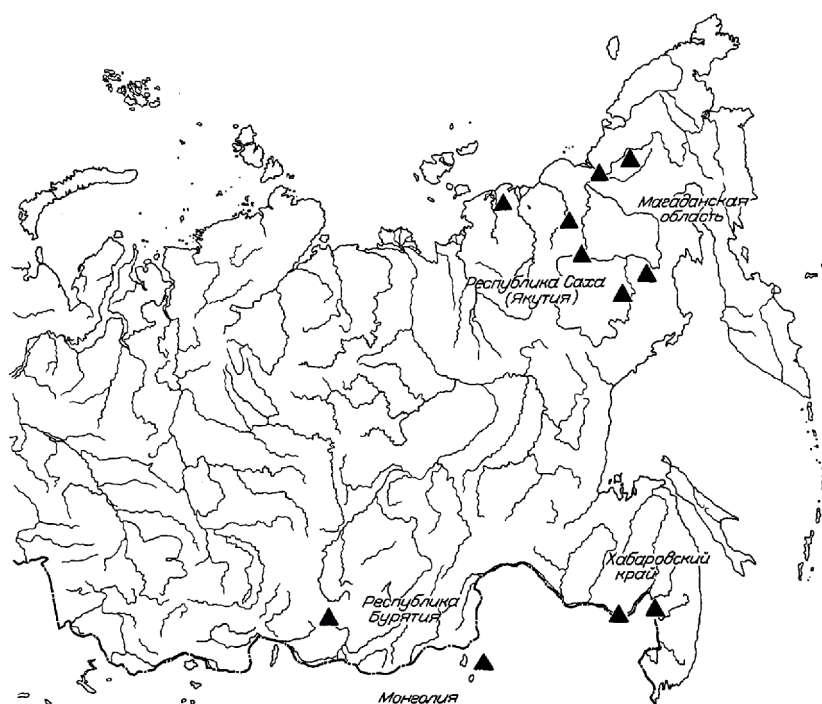 Магаданская
область
Республика Саха
(Якутия)
Хабаровский
край
Республика
Бурятия
Монголия